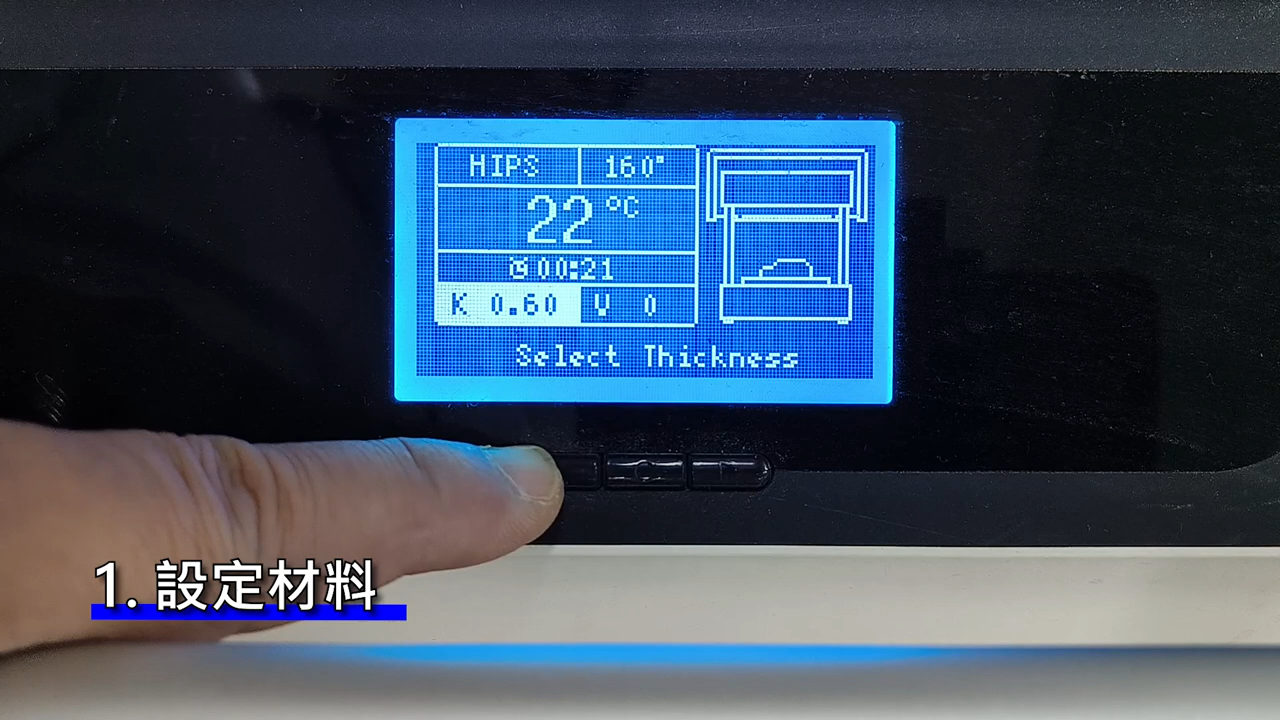 HIPS 160°
22 °C
00:21
K 0.60 V 0
Select Thickness
1. 設定材料